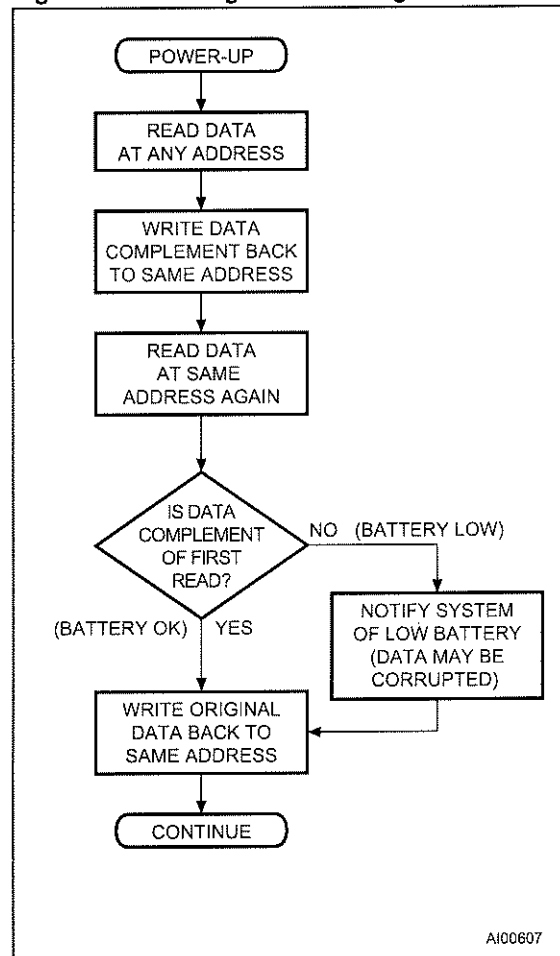 POWER-UP
READ DATA
AT ANY ADDRESS
WRITE DATA
COMPLEMENT BACK
TO SAME ADDRESS
READ DATA
AT SAME
ADDRESS AGAIN
IS DATA
COMPLEMENT
OF FIRST
READ?
NO (BATTERY LOW)
(BATTERY OK) YES
NOTIFY SYSTEM
OF LOW BATTERY
(DATA MAY BE
CORRUPTED)
WRITE ORIGINAL
DATA BACK TO
SAME ADDRESS
CONTINUE
AI00607